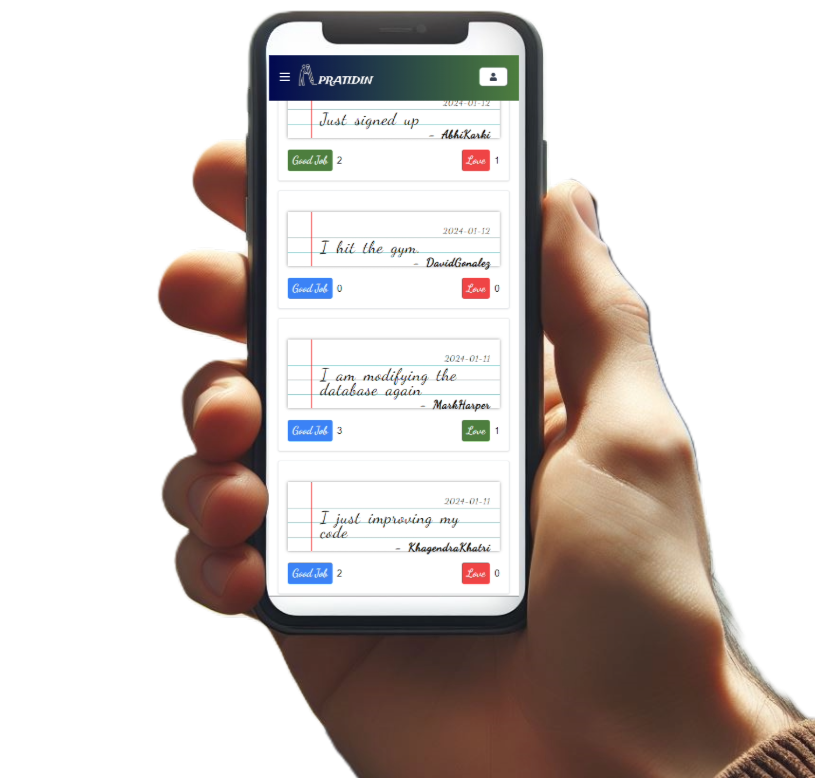 PRATIDIN
2024-01-12
Just signed up
- AbhiKarki
Good Job 2 Love 1
2024-01-12
I hit the gym.
- DavidGonalez
Good Job 0 Love 0
2024-01-11
I am modifying the
database again
- MarkHarper
Good Job 3 Love 1
2024-01-11
I just improving my
code
- KhagendraKhatri
Good Job 2 Love 0